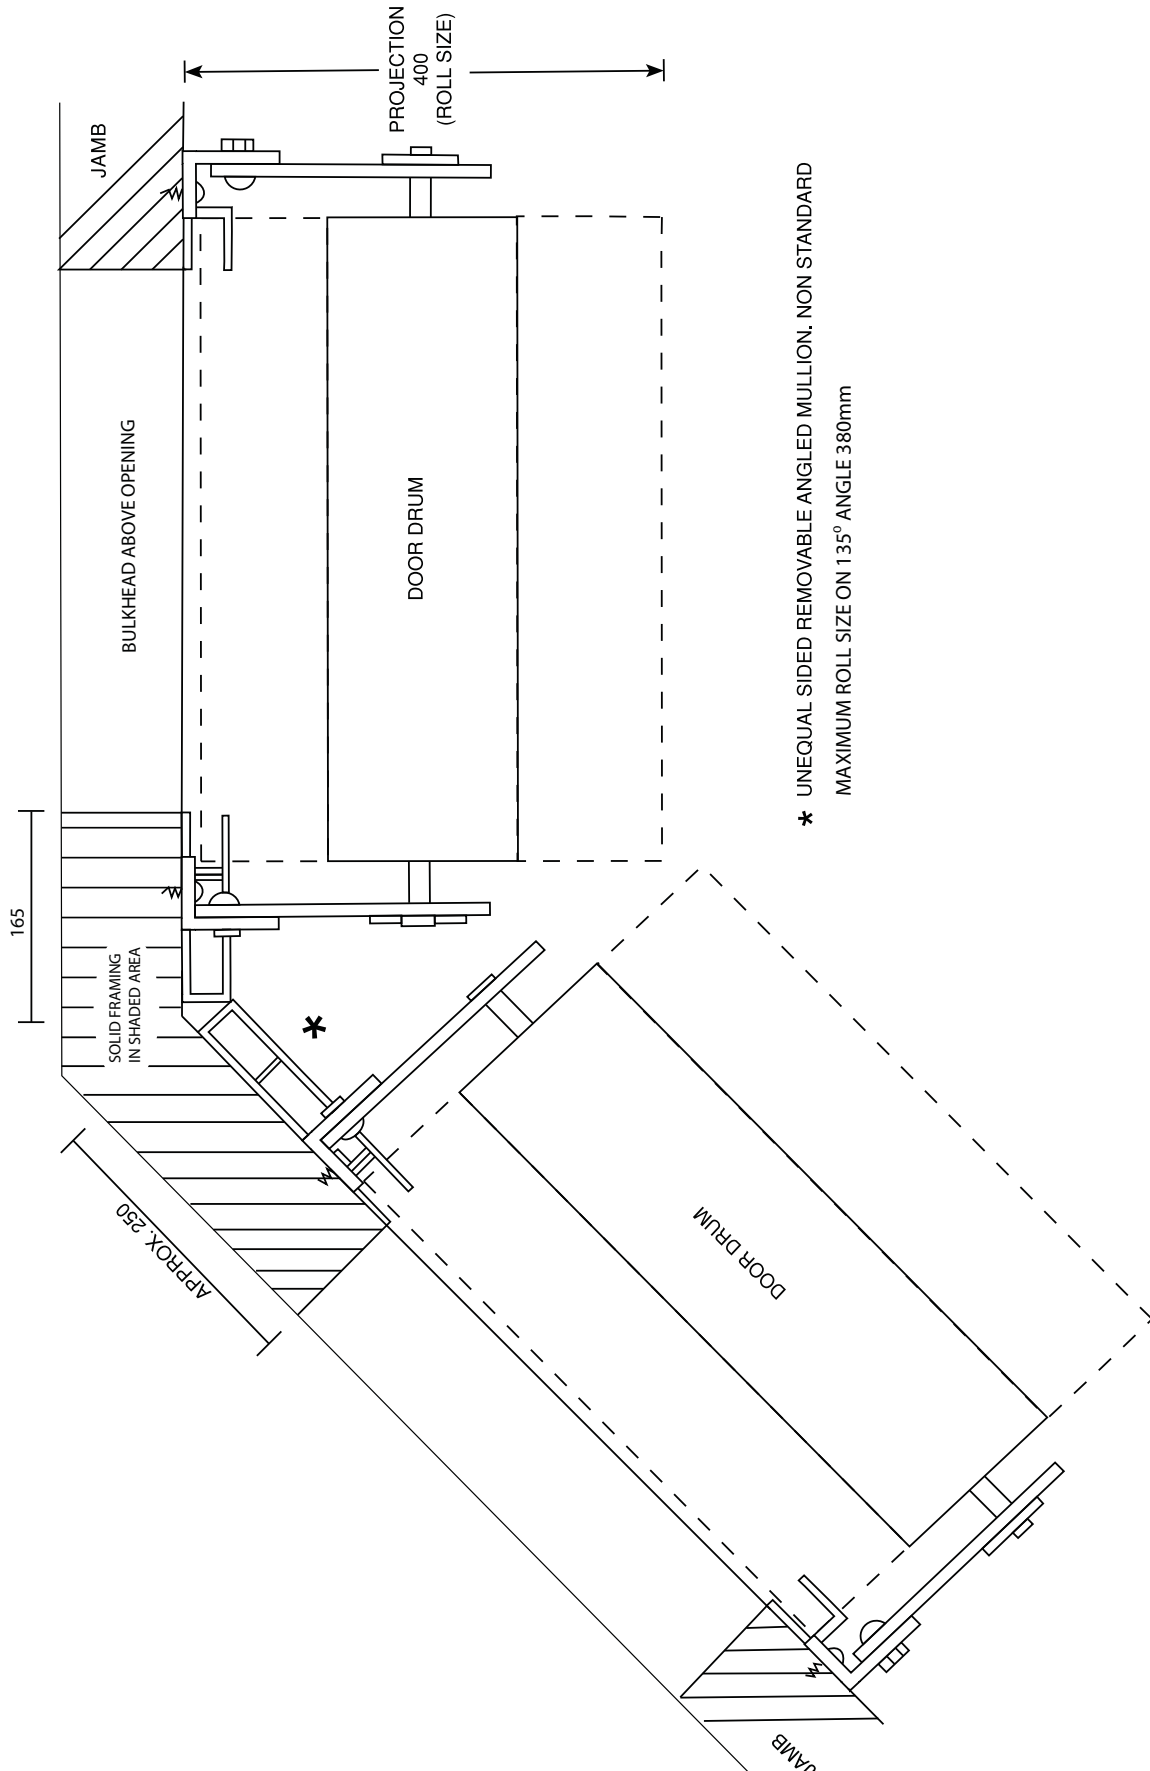 PROJECTION
400
(ROLL SIZE)
JAMB
BULKHEAD ABOVE OPENING
DOOR DRUM
165
SOLID FRAMING
IN SHADED AREA
*
APPROX. 250
DOOR DRUM
JAMB
* UNEQUAL SIDED REMOVABLE ANGLED MULLION. NON STANDARD
MAXIMUM ROLL SIZE ON 135⁰ ANGLE 380mm